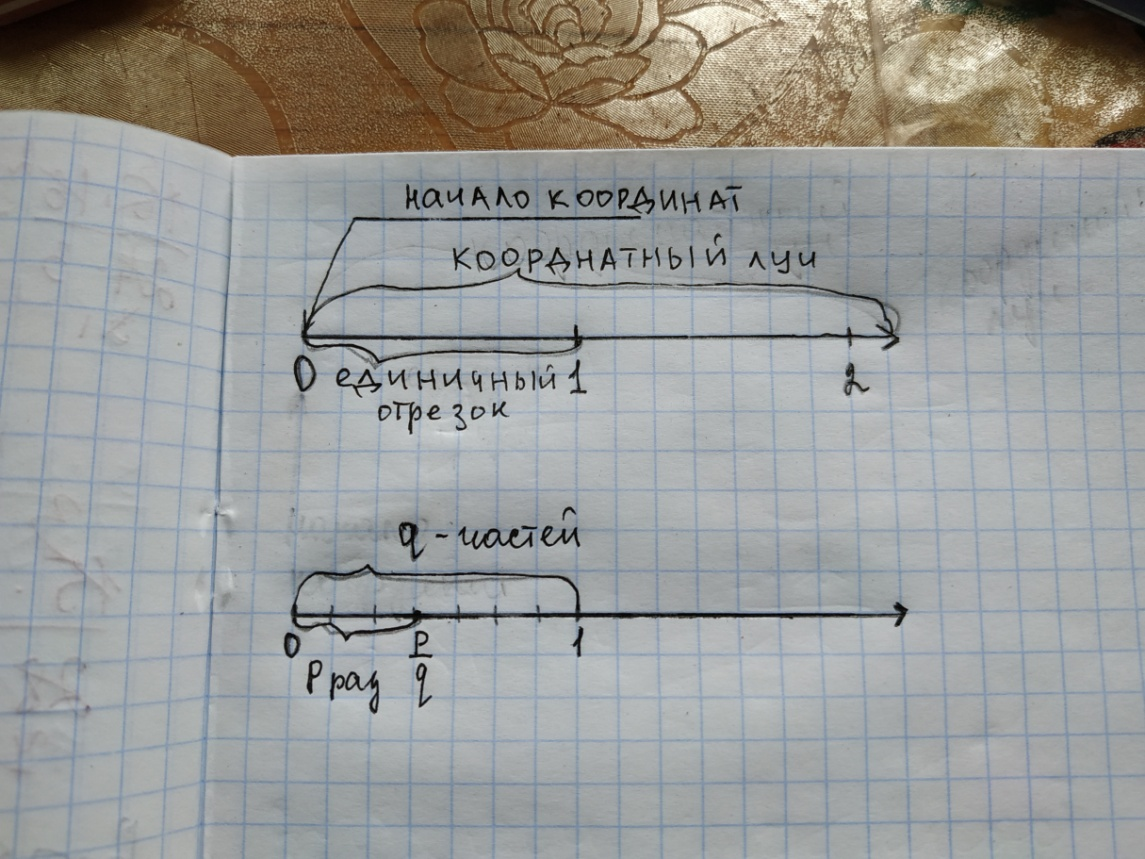 НАЧАЛО КООРДИНАТ
КООРДНАТНЫЙ ЛУЧ
0 единичный 1 2
отрезок
q - частей
0 P/q 1
P раз